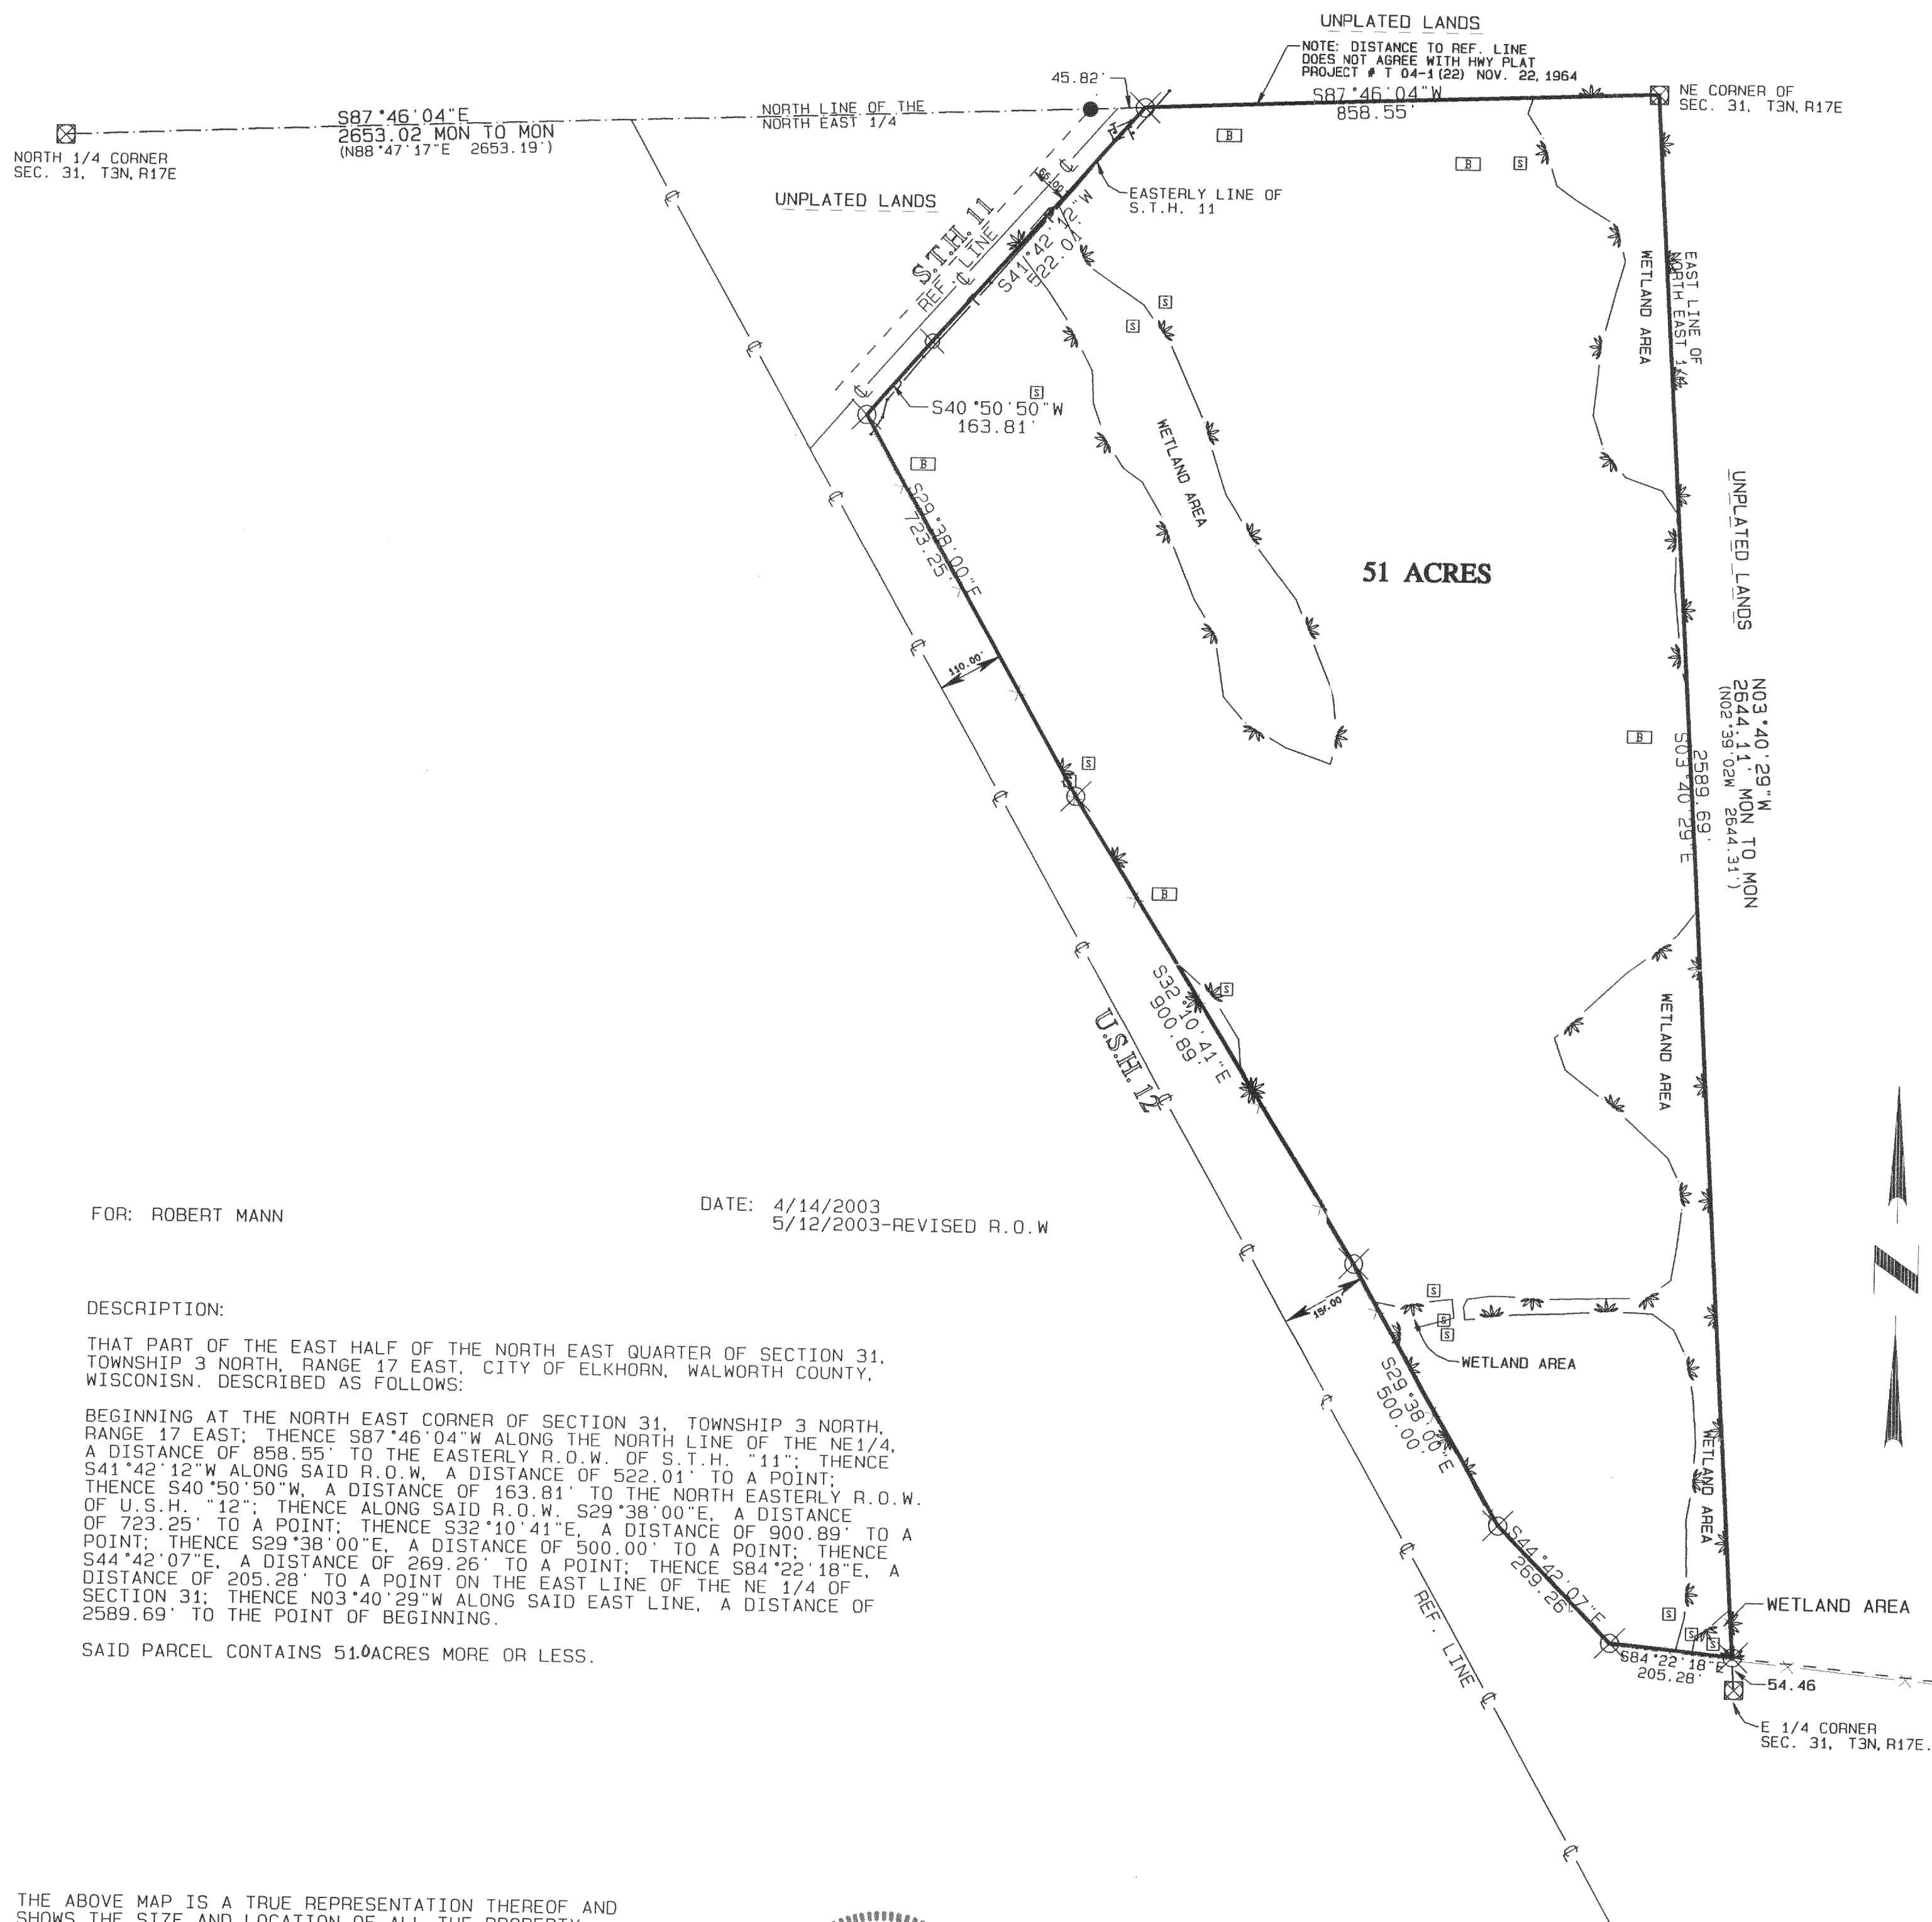 UNPLATED LANDS
NOTE: DISTANCE TO REF. LINE
DOES NOT AGREE WITH HWY PLAT
PROJECT # T 04-1(22) NOV. 22, 1964
45.82'
S87°46'04"W
858.55'
NE CORNER OF
SEC. 31, T3N, R17E
S87°46'04"E
2653.02 MON TO MON
(N88°47'17"E 2653.19')
NORTH LINE OF THE
NORTH EAST 1/4
NORTH 1/4 CORNER
SEC. 31, T3N, R17E
UNPLATED LANDS
EASTERLY LINE OF
S.T.H. 11
S.T.H. 11
REF. LINE
S41°42'12"W
522.01'
B
B
S
S
S
S
S40°50'50"W
163.81'
B
WETLAND AREA
WETLAND AREA
EAST LINE OF
NORTH EAST 1/4
UNPLATED LANDS
S29°38'00"E
723.25'
51 ACRES
110.00'
N03°40'29"W
2644.11' MON TO MON
(N02°39'02W 2644.31')
2589.69'
S03°40'29"E
B
S
B
S32°10'41"E
900.89'
S
WETLAND AREA
U.S.H. 12
FOR: ROBERT MANN
DATE: 4/14/2003
5/12/2003-REVISED R.O.W
N
S
S
S
WETLAND AREA
S29°38'00"E
500.00'
WETLAND AREA
DESCRIPTION:
THAT PART OF THE EAST HALF OF THE NORTH EAST QUARTER OF SECTION 31,
TOWNSHIP 3 NORTH, RANGE 17 EAST, CITY OF ELKHORN, WALWORTH COUNTY,
WISCONISN. DESCRIBED AS FOLLOWS:
BEGINNING AT THE NORTH EAST CORNER OF SECTION 31, TOWNSHIP 3 NORTH,
RANGE 17 EAST; THENCE S87°46'04"W ALONG THE NORTH LINE OF THE NE1/4,
A DISTANCE OF 858.55' TO THE EASTERLY R.O.W. OF S.T.H. "11"; THENCE
S41°42'12"W ALONG SAID R.O.W, A DISTANCE OF 522.01' TO A POINT;
THENCE S40°50'50"W, A DISTANCE OF 163.81' TO THE NORTH EASTERLY R.O.W.
OF U.S.H. "12"; THENCE ALONG SAID R.O.W. S29°38'00"E, A DISTANCE
OF 723.25' TO A POINT; THENCE S32°10'41"E, A DISTANCE OF 900.89' TO A
POINT; THENCE S29°38'00"E, A DISTANCE OF 500.00' TO A POINT; THENCE
S44°42'07"E, A DISTANCE OF 269.26' TO A POINT; THENCE S84°22'18"E, A
DISTANCE OF 205.28' TO A POINT ON THE EAST LINE OF THE NE 1/4 OF
SECTION 31; THENCE N03°40'29"W ALONG SAID EAST LINE, A DISTANCE OF
2589.69' TO THE POINT OF BEGINNING.
SAID PARCEL CONTAINS 51.0ACRES MORE OR LESS.
S44°42'07"E
269.26'
REF. LINE
S
S
S
WETLAND AREA
S84°22'18"E
205.28'
54.46
E 1/4 CORNER
SEC. 31, T3N, R17E.
THE ABOVE MAP IS A TRUE REPRESENTATION THEREOF AND
SHOWS THE SIZE AND LOCATION OF ALL THE PROPERTY